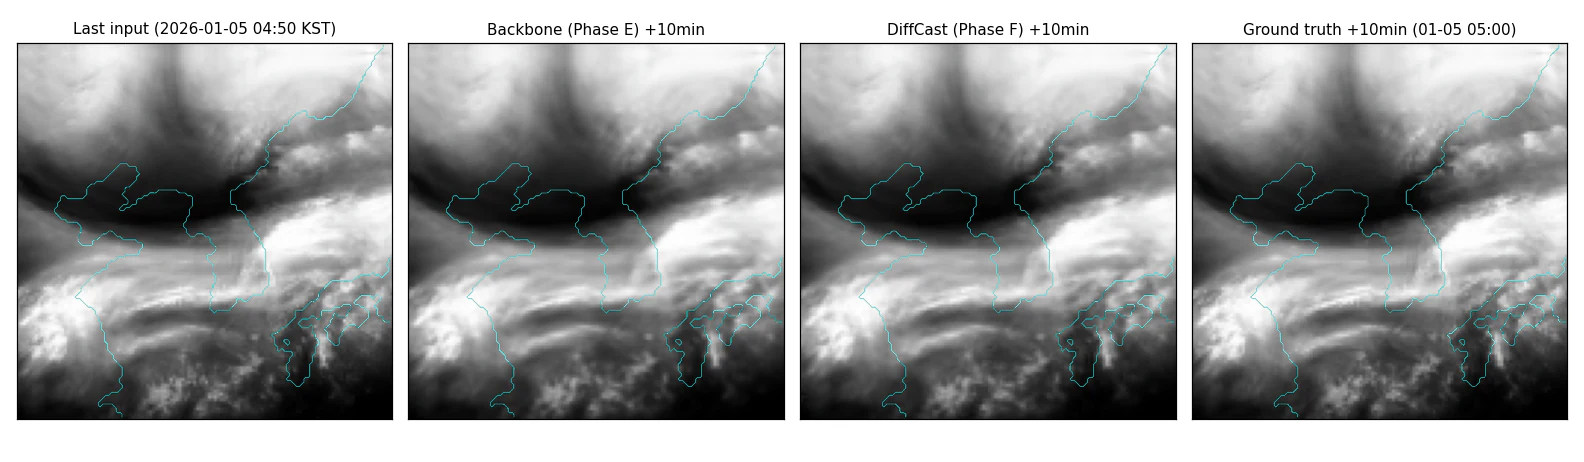 Last input (2026-01-05 04:50 KST)
Backbone (Phase E) +10min
DiffCast (Phase F) +10min
Ground truth +10min (01-05 05:00)